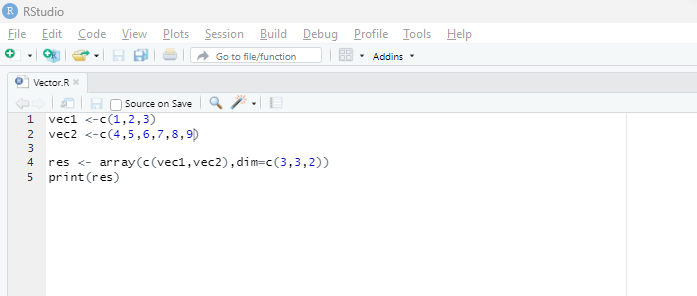 R RStudio
File Edit Code View Plots Session Build Debug Profile Tools Help
Go to file/function Addins
Vector.R
Source on Save
1 vec1 <-c(1,2,3)
2 vec2 <-c(4,5,6,7,8,9)
3
4 res <- array(c(vec1,vec2),dim=c(3,3,2))
5 print(res)